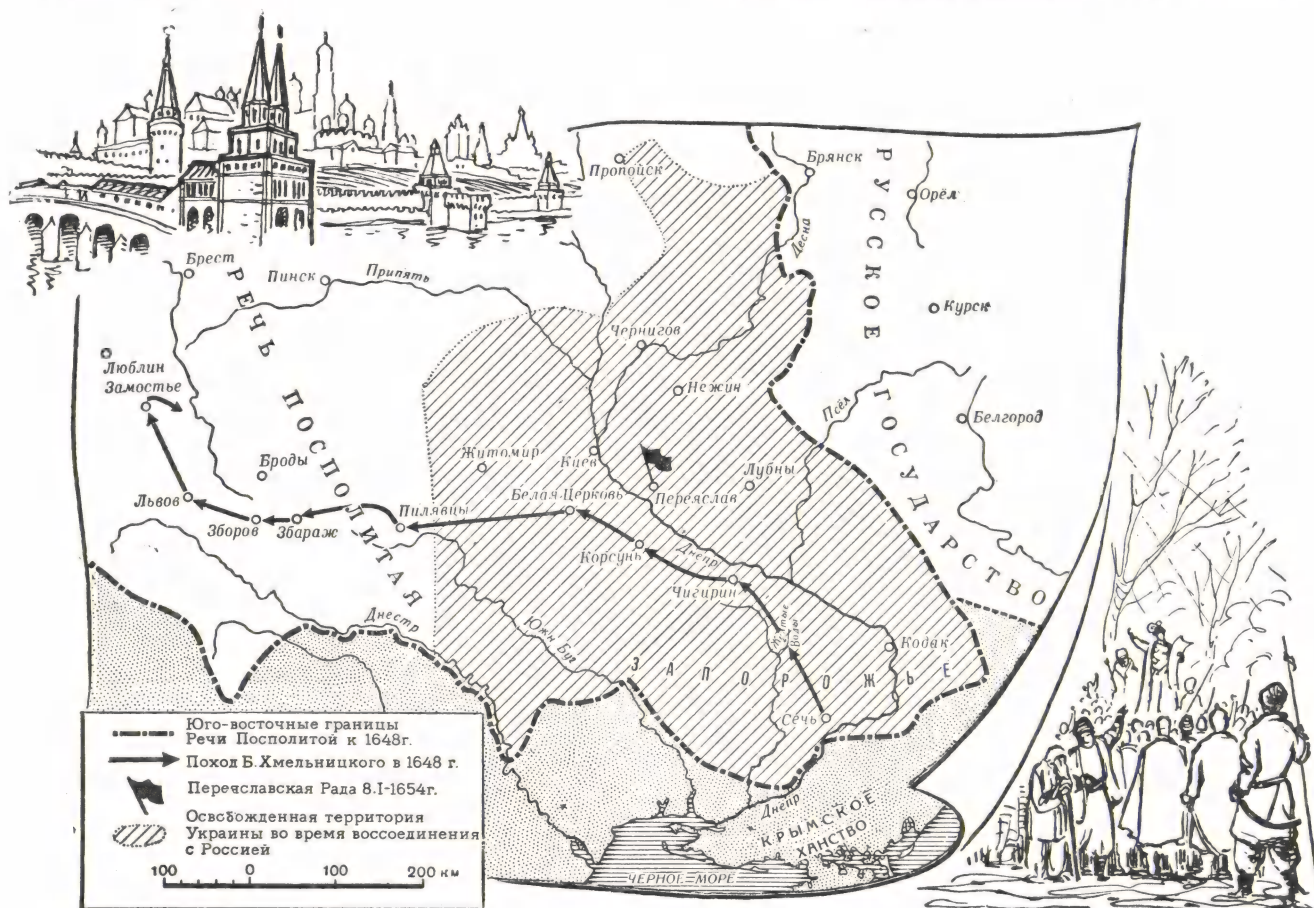 Пропойск
Брянск
Орёл
Десна
РУССКОЕ
ГОСУДАРСТВО
Брест
Пинск
Припять
РЕЧЬ ПОСПОЛИТАЯ
Курск
Чернигов
Люблин
Замостье
Нежин
Псёл
Белгород
Броды
Житомир
Киев
Лубны
Переяслав
Львов
Зборов
Збараж
Пилявцы
Белая Церковь
Корсунь
Днепр
Чигирин
Желтые
Воды
Днестр
Южн Буг
Кодак
ЗАПОРОЖЬЕ
Сечь
Юго-восточные границы
Речи Посполитой к 1648г.
Поход Б.Хмельницкого в 1648 г.
Переяславская Рада 8.I-1654г.
Освобожденная территория
Украины во время воссоединения
с Россией
100 0 100 200 км
Днепр
КРЫМСКОЕ
ХАНСТВО
ЧЕРНОЕ МОРЕ